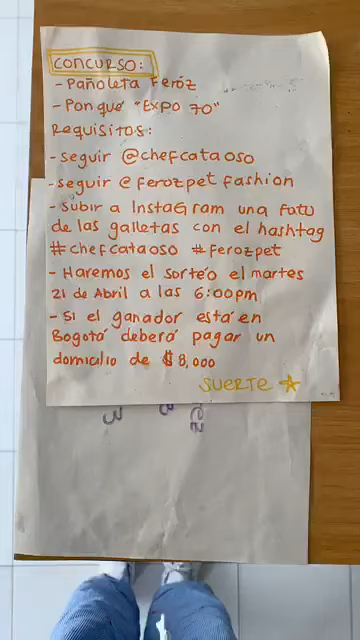 CONCURSO:
- Pañoleta Feróz
- Ponqué "Expo 70"
Requisitos:
- seguir @chefcataoso
- seguir @ferozpetfashion
- Subir a Instagram una foto
de las galletas con el hashtag
#chefcataoso #Ferozpet
- Haremos el sorteo el martes
21 de Abril a las 6:00pm
- Si el ganador está en
Bogotá deberá pagar un
domicilio de $8,000
SUERTE